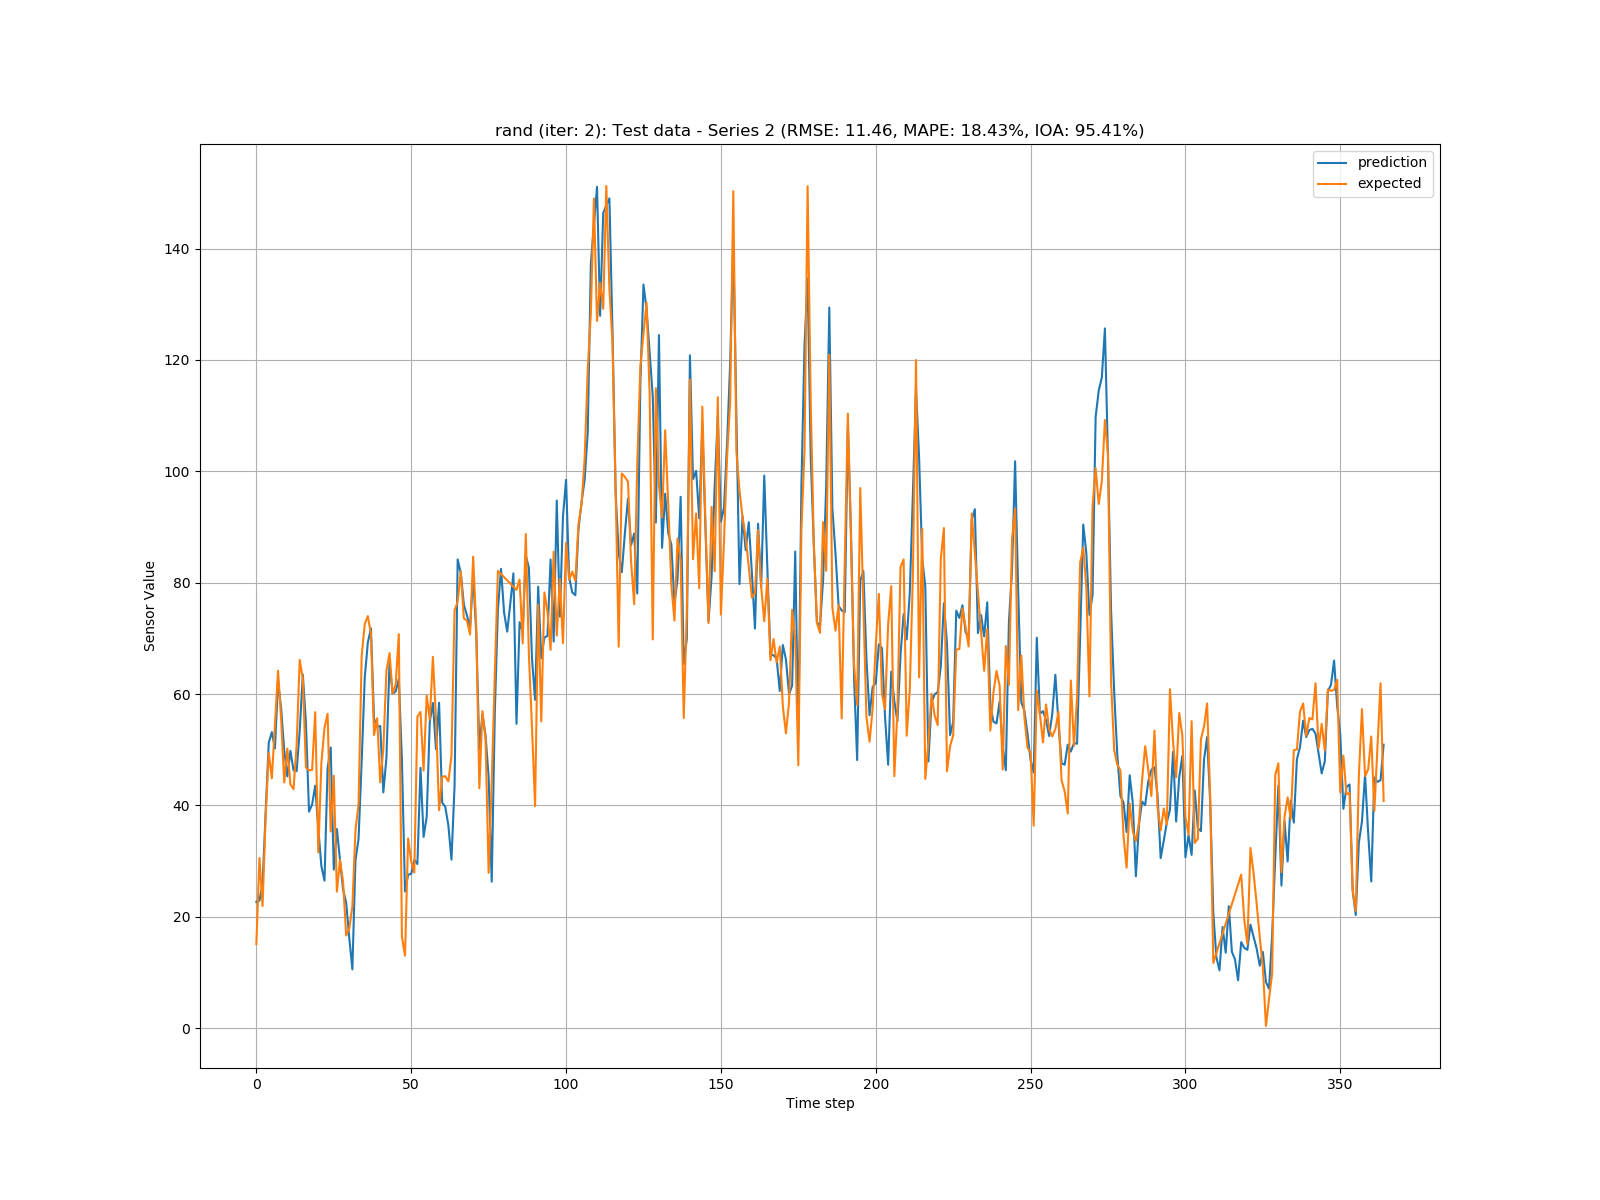 rand (iter: 2): Test data - Series 2 (RMSE: 11.46, MAPE: 18.43%, IOA: 95.41%)
prediction
expected
140
120
100
80
60
40
20
0
Sensor Value
0 50 100 150 200 250 300 350
Time step